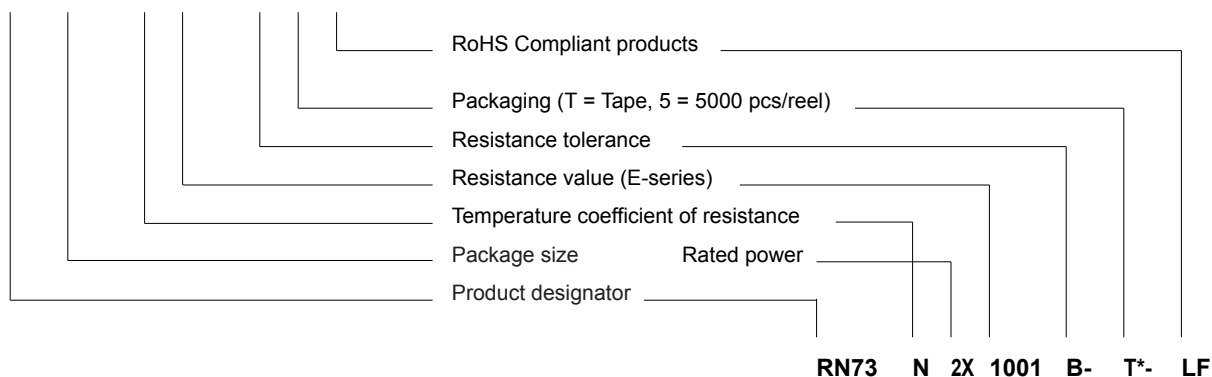 RoHS Compliant products
Packaging (T = Tape, 5 = 5000 pcs/reel)
Resistance tolerance
Resistance value (E-series)
Temperature coefficient of resistance
Package size Rated power
Product designator
RN73 N 2X 1001 B- T*- LF